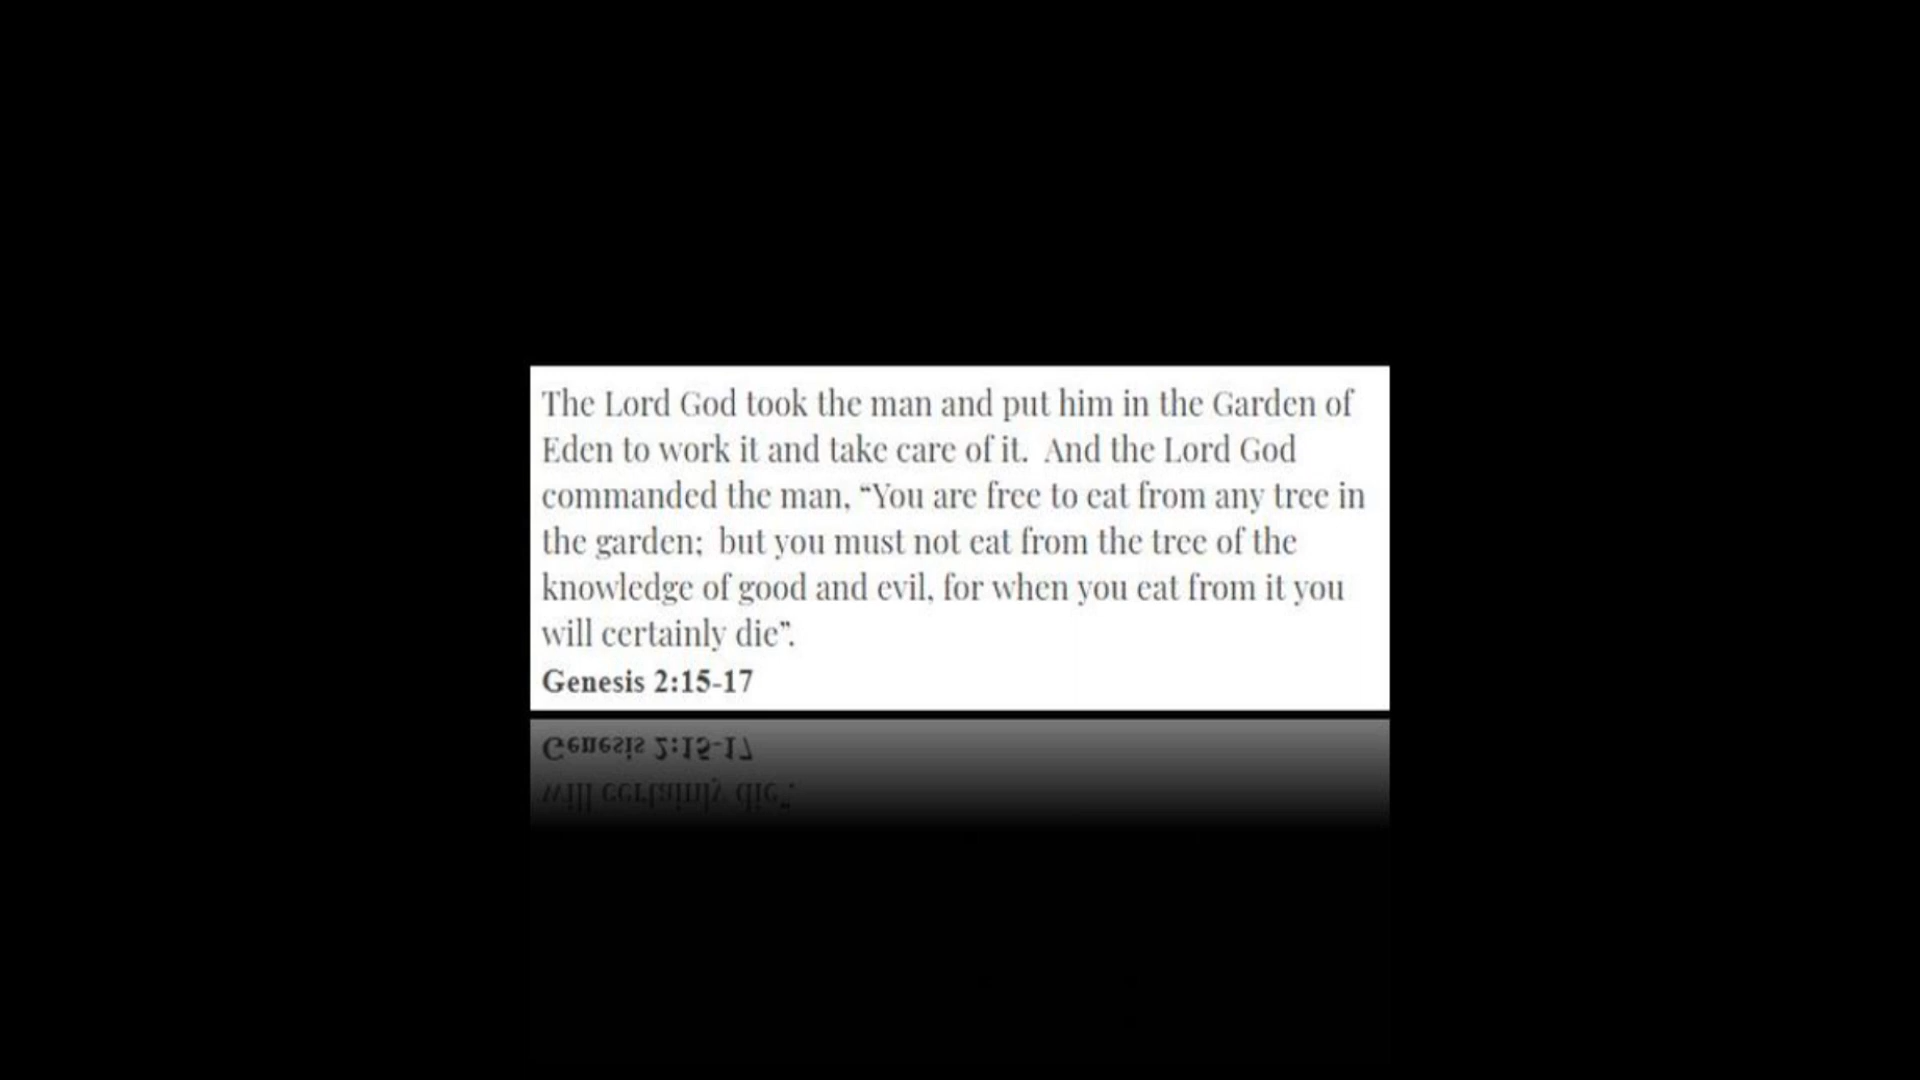 The Lord God took the man and put him in the Garden of
Eden to work it and take care of it.  And the Lord God
commanded the man, “You are free to eat from any tree in
the garden;  but you must not eat from the tree of the
knowledge of good and evil, for when you eat from it you
will certainly die”.
Genesis 2:15-17